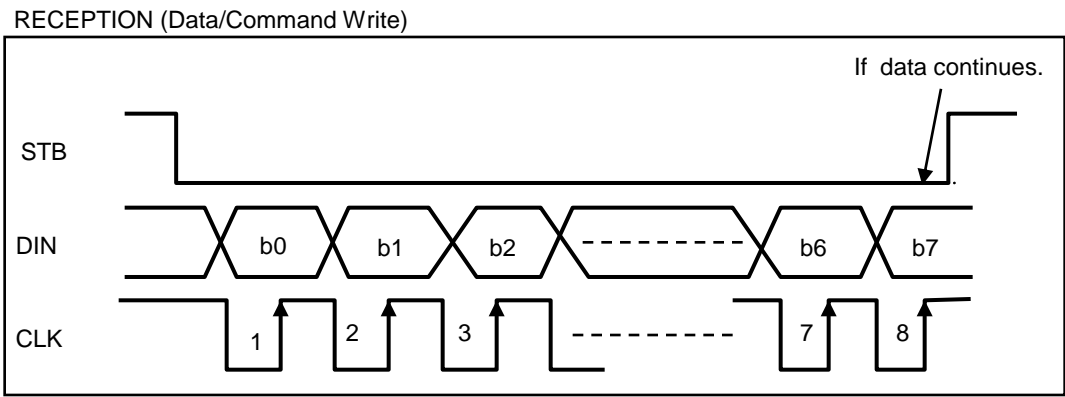 RECEPTION (Data/Command Write)
If data continues.
STB
DIN b0 b1 b2 b6 b7
CLK 1 2 3 7 8